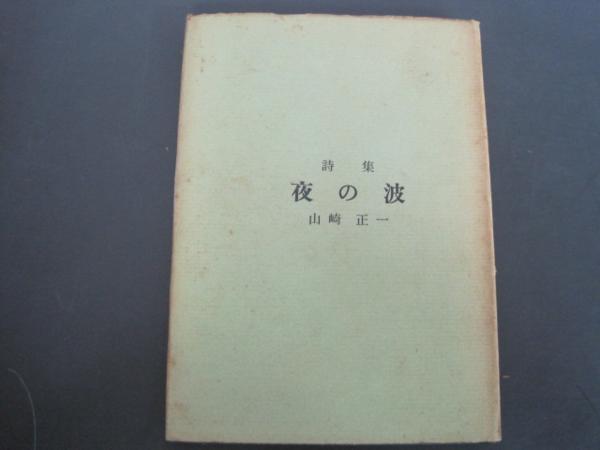 詩集
夜の波
山崎正一